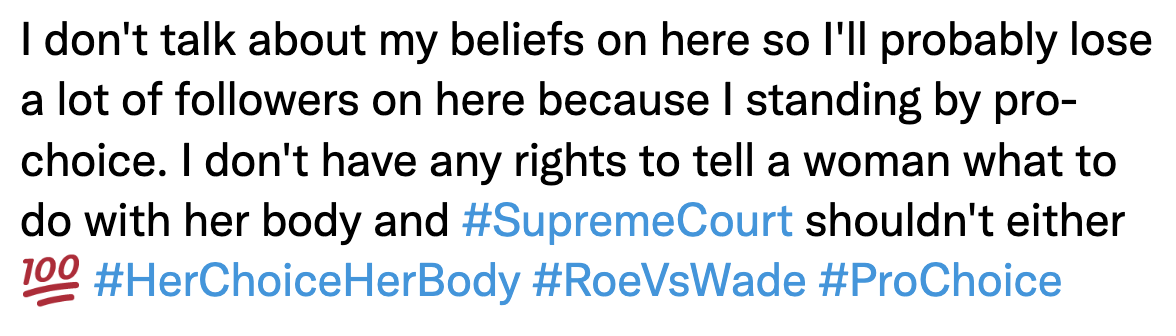 I don't talk about my beliefs on here so I'll probably lose
a lot of followers on here because I standing by pro-
choice. I don't have any rights to tell a woman what to
do with her body and #SupremeCourt shouldn't either
💯 #HerChoiceHerBody #RoeVsWade #ProChoice